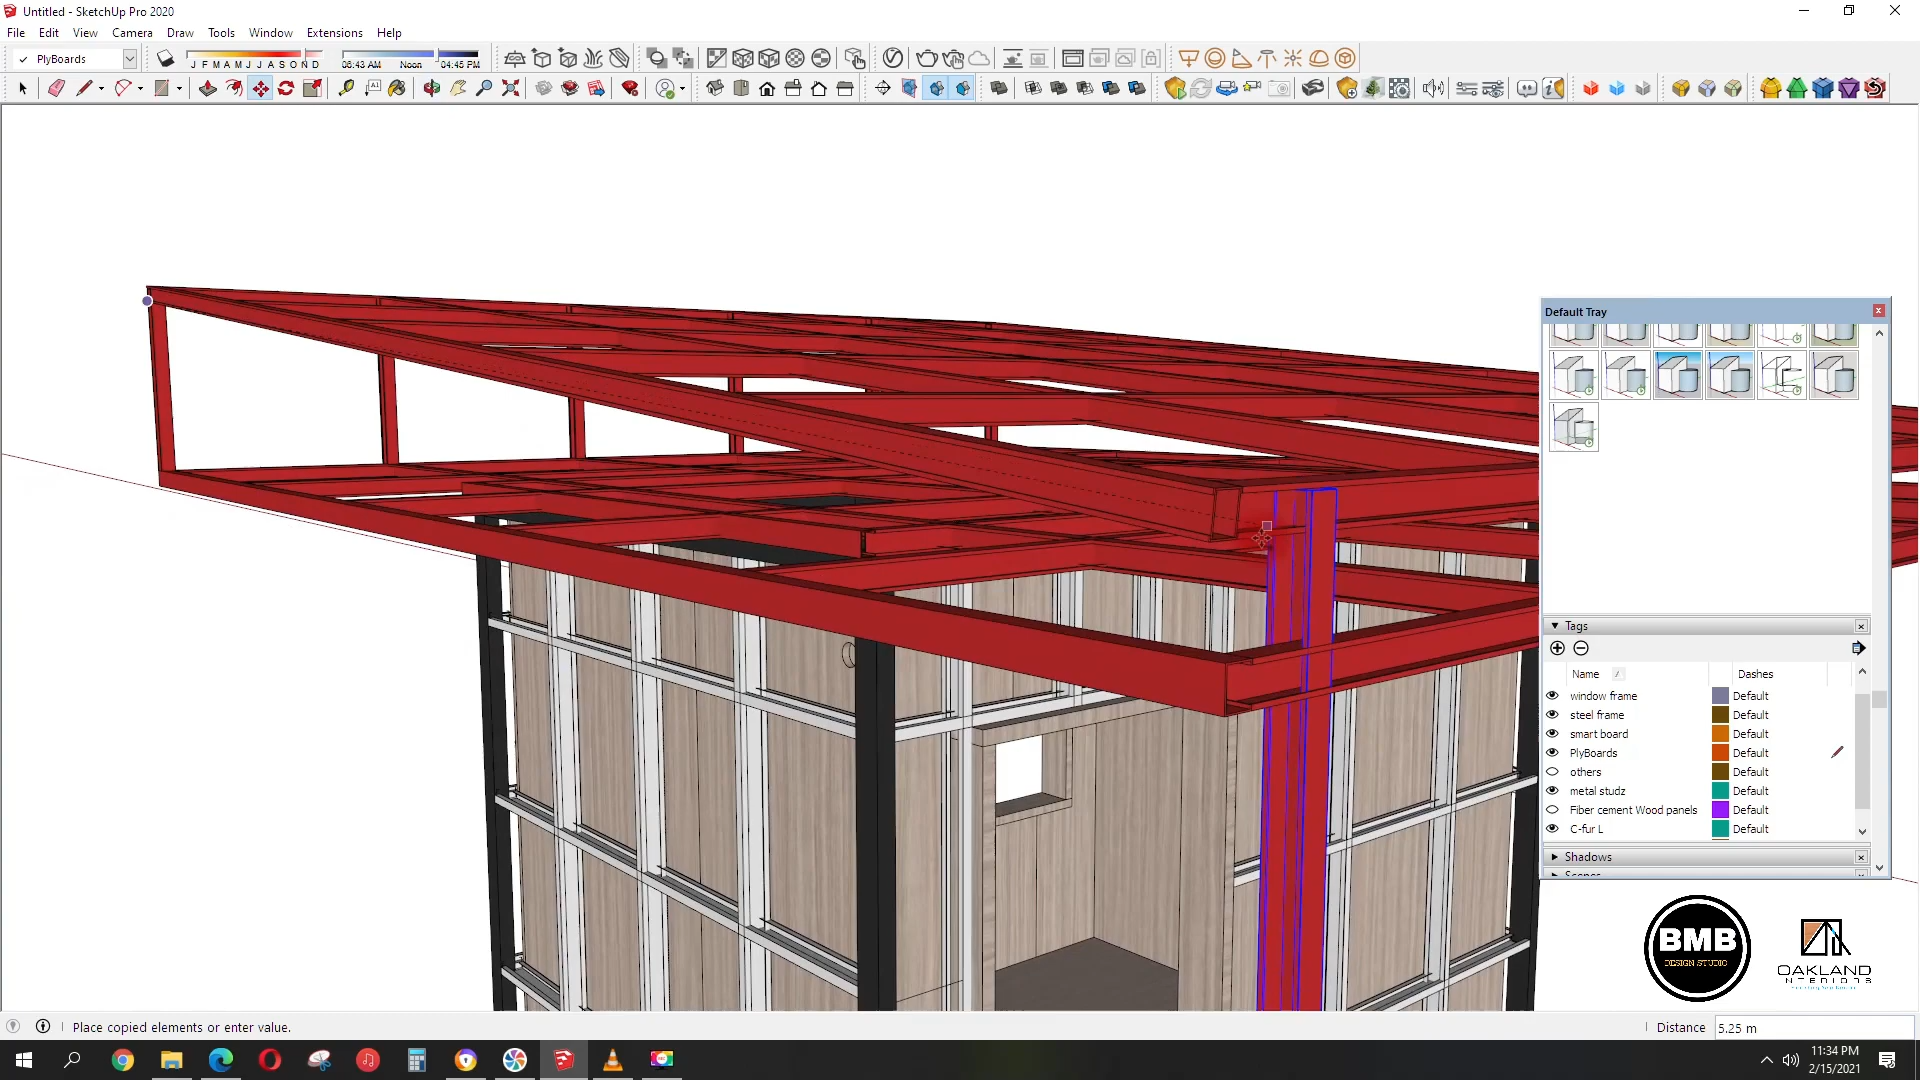 Untitled - SketchUp Pro 2020
File Edit View Camera Draw Tools Window Extensions Help
✓ PlyBoards
J F M A M J J A S O N D
06:43 AM Noon 04:45 PM
Default Tray
Tags
Name Dashes
window frame Default
steel frame Default
smart board Default
PlyBoards Default
others Default
metal studz Default
Fiber cement Wood panels Default
C-fur L Default
Shadows
Scenes
BMB
DESIGN STUDIO
OAKLAND
INTERIORS
Place copied elements or enter value.
Distance 5.25 m
11:34 PM
2/15/2021